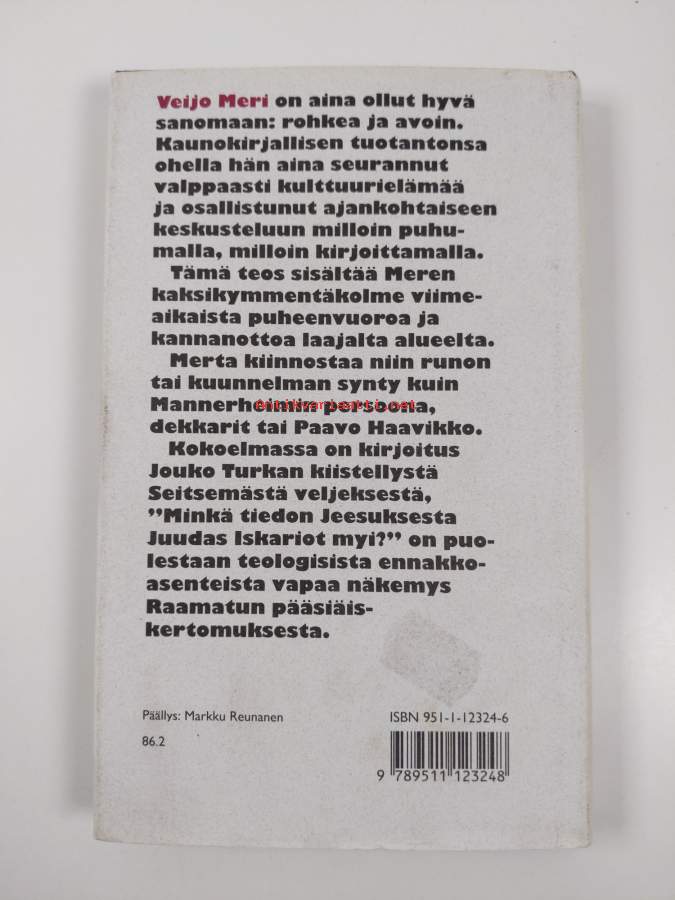 Veijo Meri on aina ollut hyvä
sanomaan: rohkea ja avoin.
Kaunokirjallisen tuotantonsa
ohella hän aina seurannut
valppaasti kulttuurielämää
ja osallistunut ajankohtaiseen
keskusteluun milloin puhu-
malla, milloin kirjoittamalla.
Tämä teos sisältää Meren
kaksikymmentäkolme viime-
aikaista puheenvuoroa ja
kannanottoa laajalta alueelta.
Merta kiinnostaa niin runon
tai kuunnelman synty kuin
Mannerheimin persoona,
antikvariaatti.net
dekkarit tai Paavo Haavikko.
Kokoelmassa on kirjoitus
Jouko Turkan kiistellystä
Seitsemästä veljeksestä,
”Minkä tiedon Jeesuksesta
Juudas Iskariot myi?” on puo-
lestaan teologisista ennakko-
asenteista vapaa näkemys
Raamatun pääsiäis-
kertomuksesta.
Päällys: Markku Reunanen
86.2
ISBN 951-1-12324-6
9 789511 123248